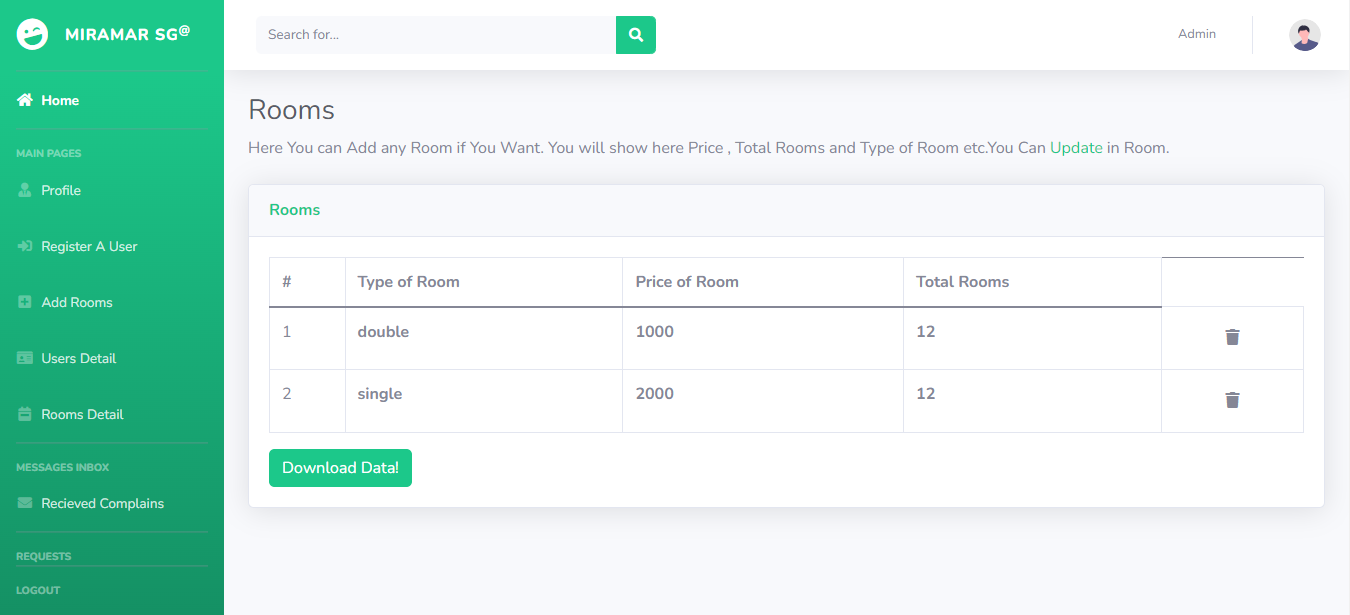 MIRAMAR SG@
Search for...
Admin
Home
MAIN PAGES
Profile
Register A User
Add Rooms
Users Detail
Rooms Detail
MESSAGES INBOX
Recieved Complains
REQUESTS
LOGOUT
Rooms
Here You can Add any Room if You Want. You will show here Price , Total Rooms and Type of Room etc.You Can Update in Room.
Rooms
# Type of Room Price of Room Total Rooms
1 double 1000 12
2 single 2000 12
Download Data!